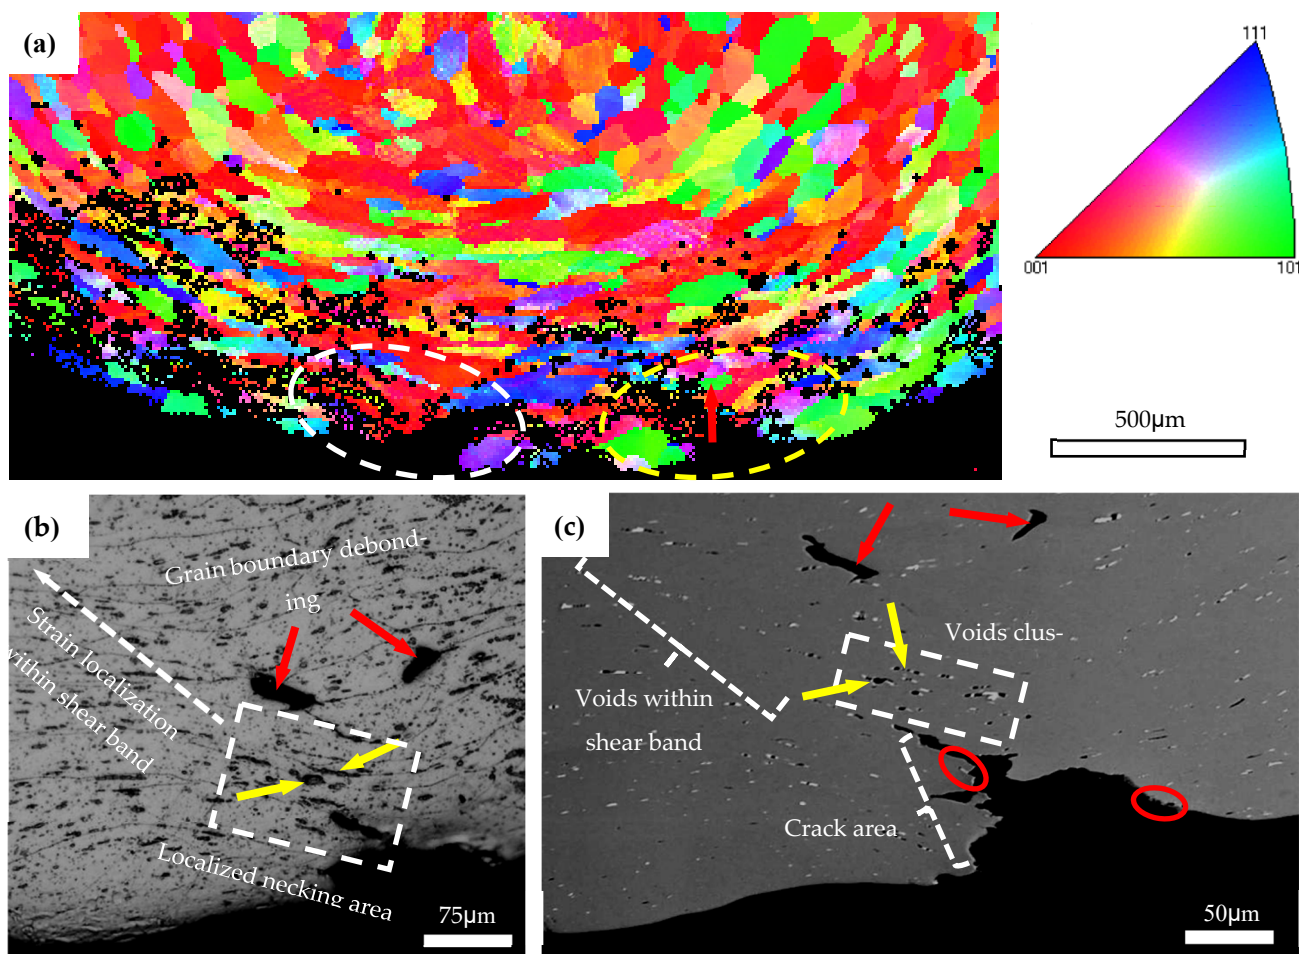 (a)
111
001
101
500µm
(b)
Grain boundary debond-
ing
Strain localization
within shear band
Localized necking area
75µm
(c)
Voids clus-
Voids within
shear band
Crack area
50µm